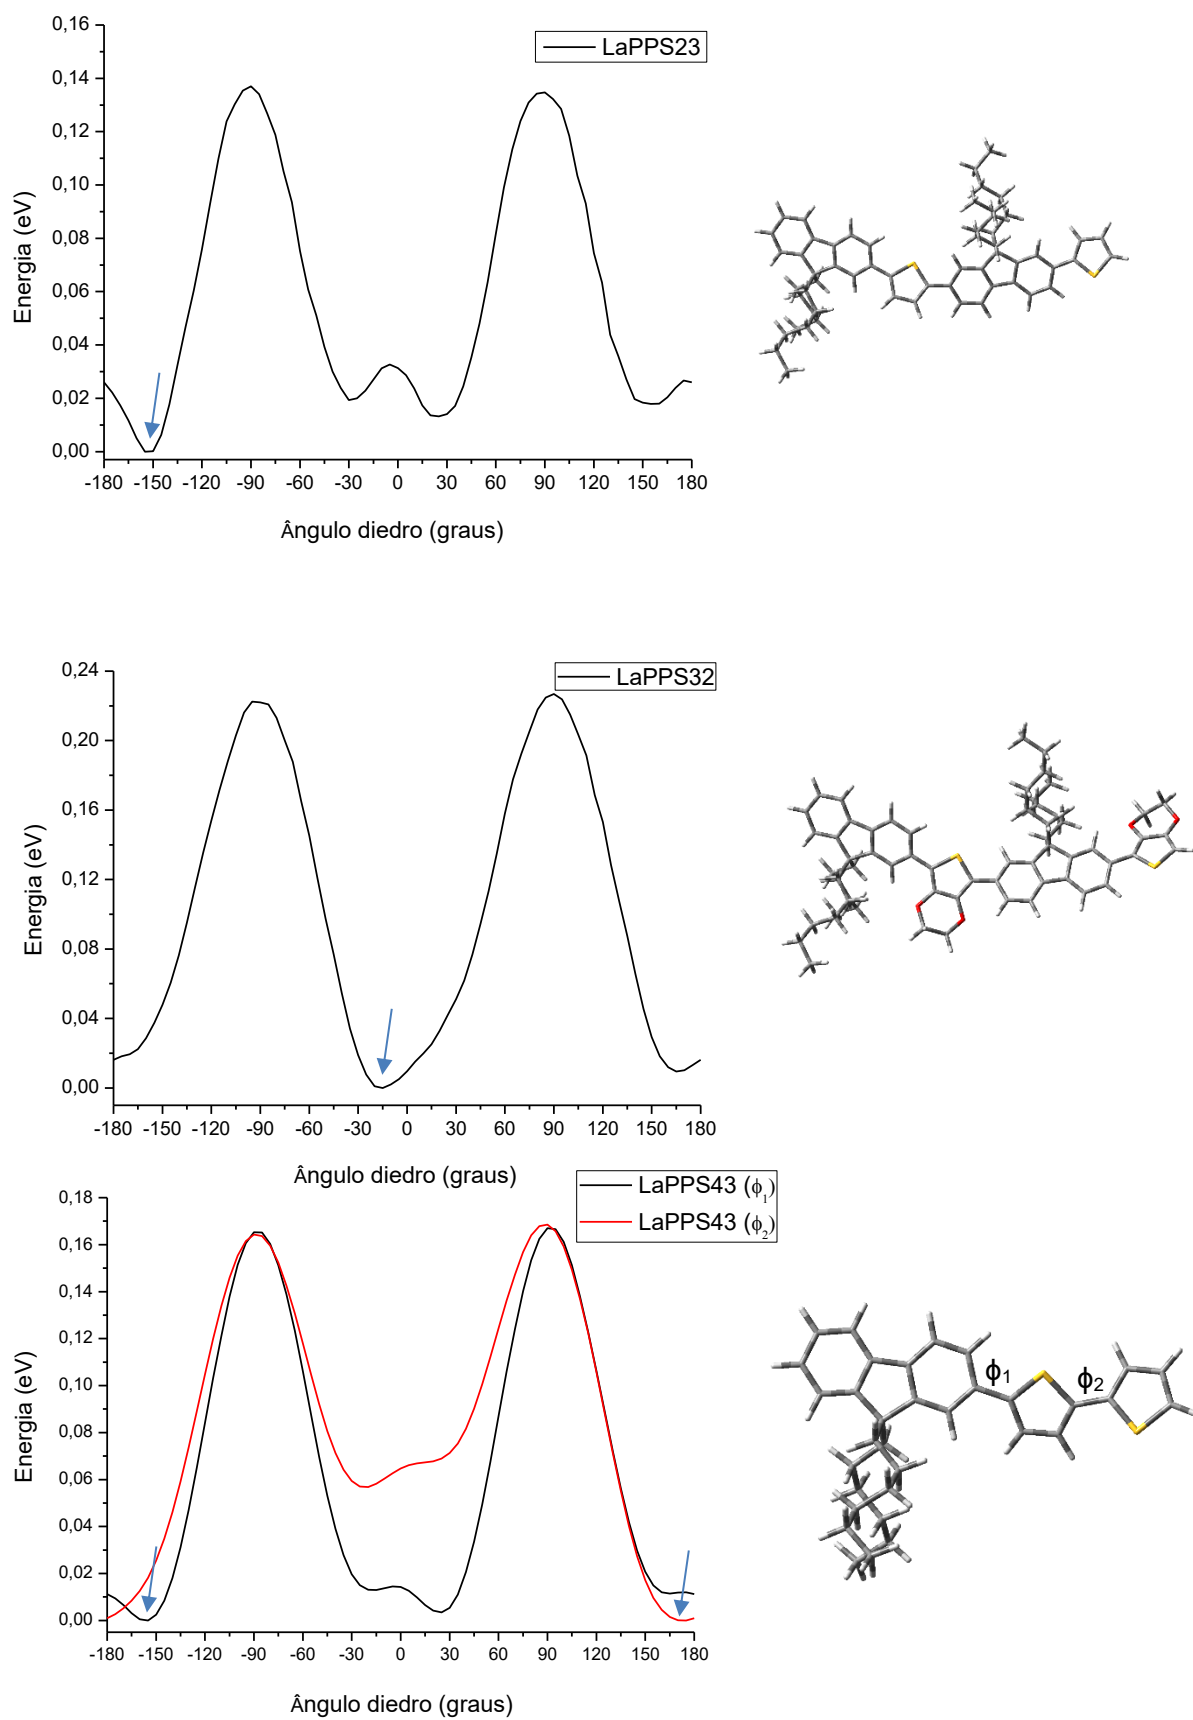 LaPPS23
0,16
0,14
0,12
0,10
0,08
0,06
0,04
0,02
0,00
Energia (eV)
-180 -150 -120 -90 -60 -30 0 30 60 90 120 150 180
Ângulo diedro (graus)
LaPPS32
0,24
0,20
0,16
0,12
0,08
0,04
0,00
Energia (eV)
-180 -150 -120 -90 -60 -30 0 30 60 90 120 150 180
Ângulo diedro (graus)
LaPPS43 (ϕ₁)
LaPPS43 (ϕ₂)
0,18
0,16
0,14
0,12
0,10
0,08
0,06
0,04
0,02
0,00
Energia (eV)
-180 -150 -120 -90 -60 -30 0 30 60 90 120 150 180
Ângulo diedro (graus)
ϕ₁ ϕ₂